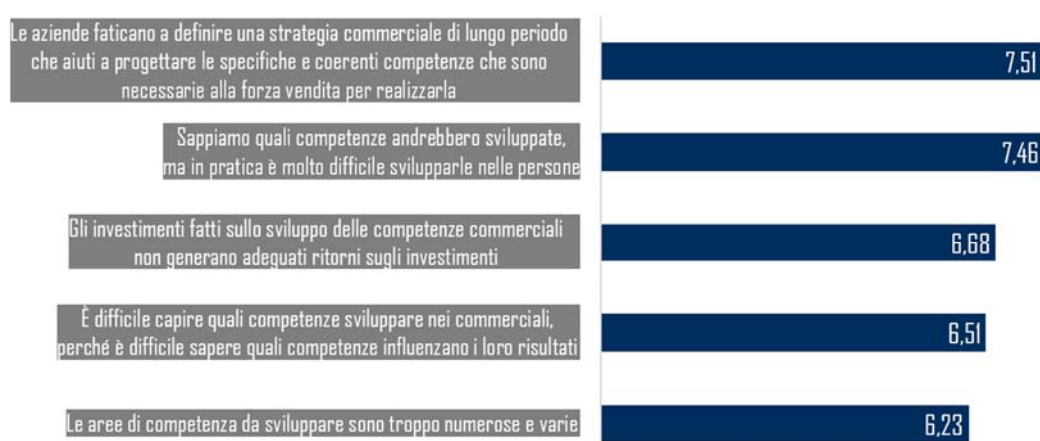 Le aziende faticano a definire una strategia commerciale di lungo periodo
che aiuti a progettare le specifiche e coerenti competenze che sono
necessarie alla forza vendita per realizzarla
7,51
Sappiamo quali competenze andrebbero sviluppate,
ma in pratica è molto difficile svilupparle nelle persone
7,46
Gli investimenti fatti sullo sviluppo delle competenze commerciali
non generano adeguati ritorni sugli investimenti
6,68
È difficile capire quali competenze sviluppare nei commerciali,
perché è difficile sapere quali competenze influenzano i loro risultati
6,51
Le aree di competenza da sviluppare sono troppo numerose e varie
6,23